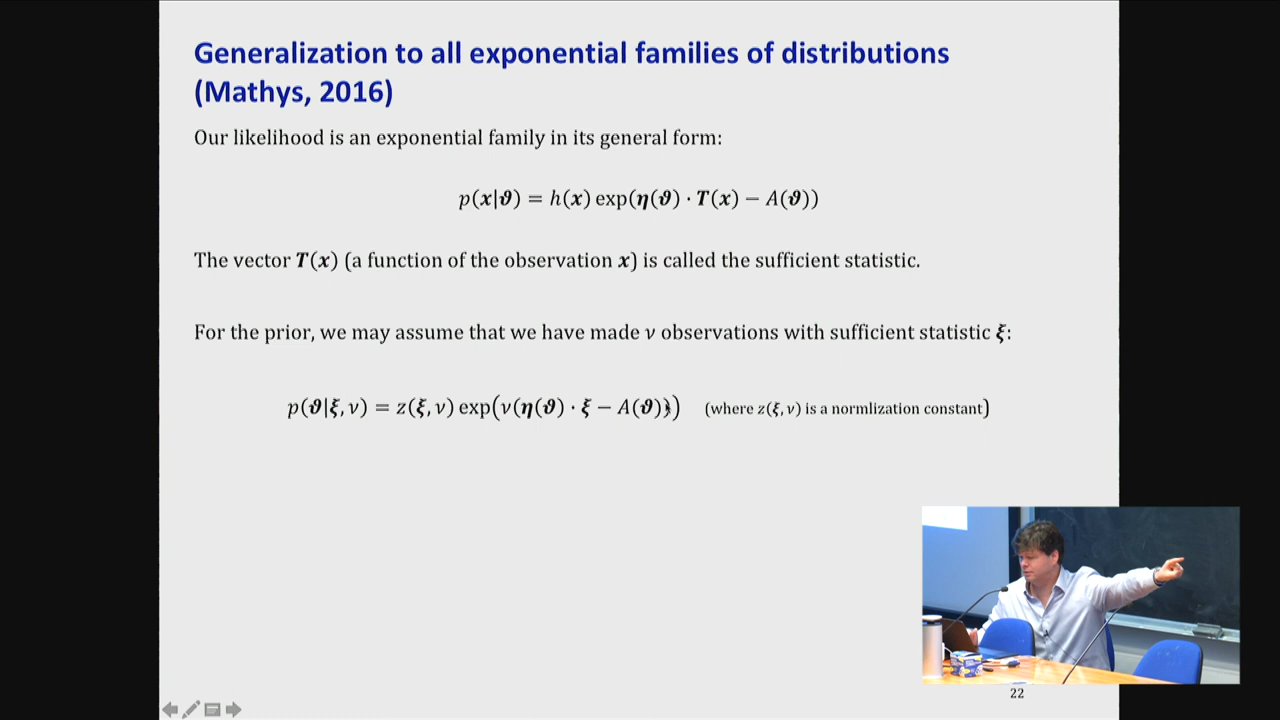 Generalization to all exponential families of distributions
(Mathys, 2016)
Our likelihood is an exponential family in its general form:
p(x|ϑ) = h(x) exp(η(ϑ) · T(x) − A(ϑ))
The vector T(x) (a function of the observation x) is called the sufficient statistic.
For the prior, we may assume that we have made ν observations with sufficient statistic ξ:
p(ϑ|ξ, ν) = z(ξ, ν) exp(ν(η(ϑ) · ξ − A(ϑ))) (where z(ξ, ν) is a normlization constant)
22